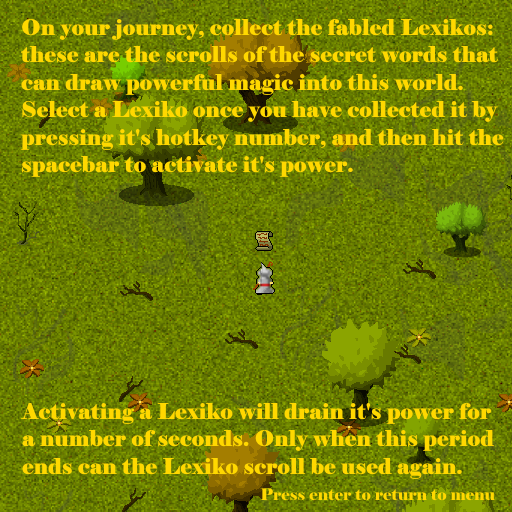 On your journey, collect the fabled Lexikos:
these are the scrolls of the secret words that
can draw powerful magic into this world.
Select a Lexiko once you have collected it by
pressing it's hotkey number, and then hit the
spacebar to activate it's power.
Activating a Lexiko will drain it's power for
a number of seconds. Only when this period
ends can the Lexiko scroll be used again.
Press enter to return to menu